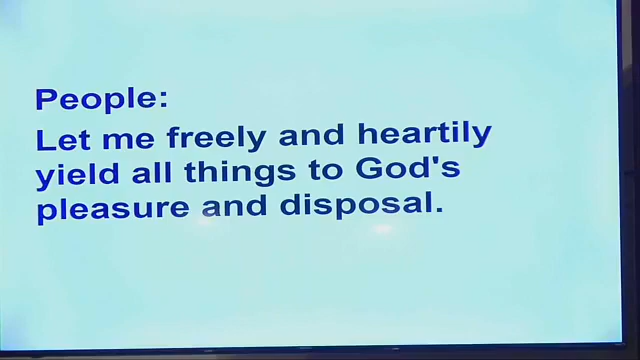 People:
Let me freely and heartily
yield all things to God's
pleasure and disposal.